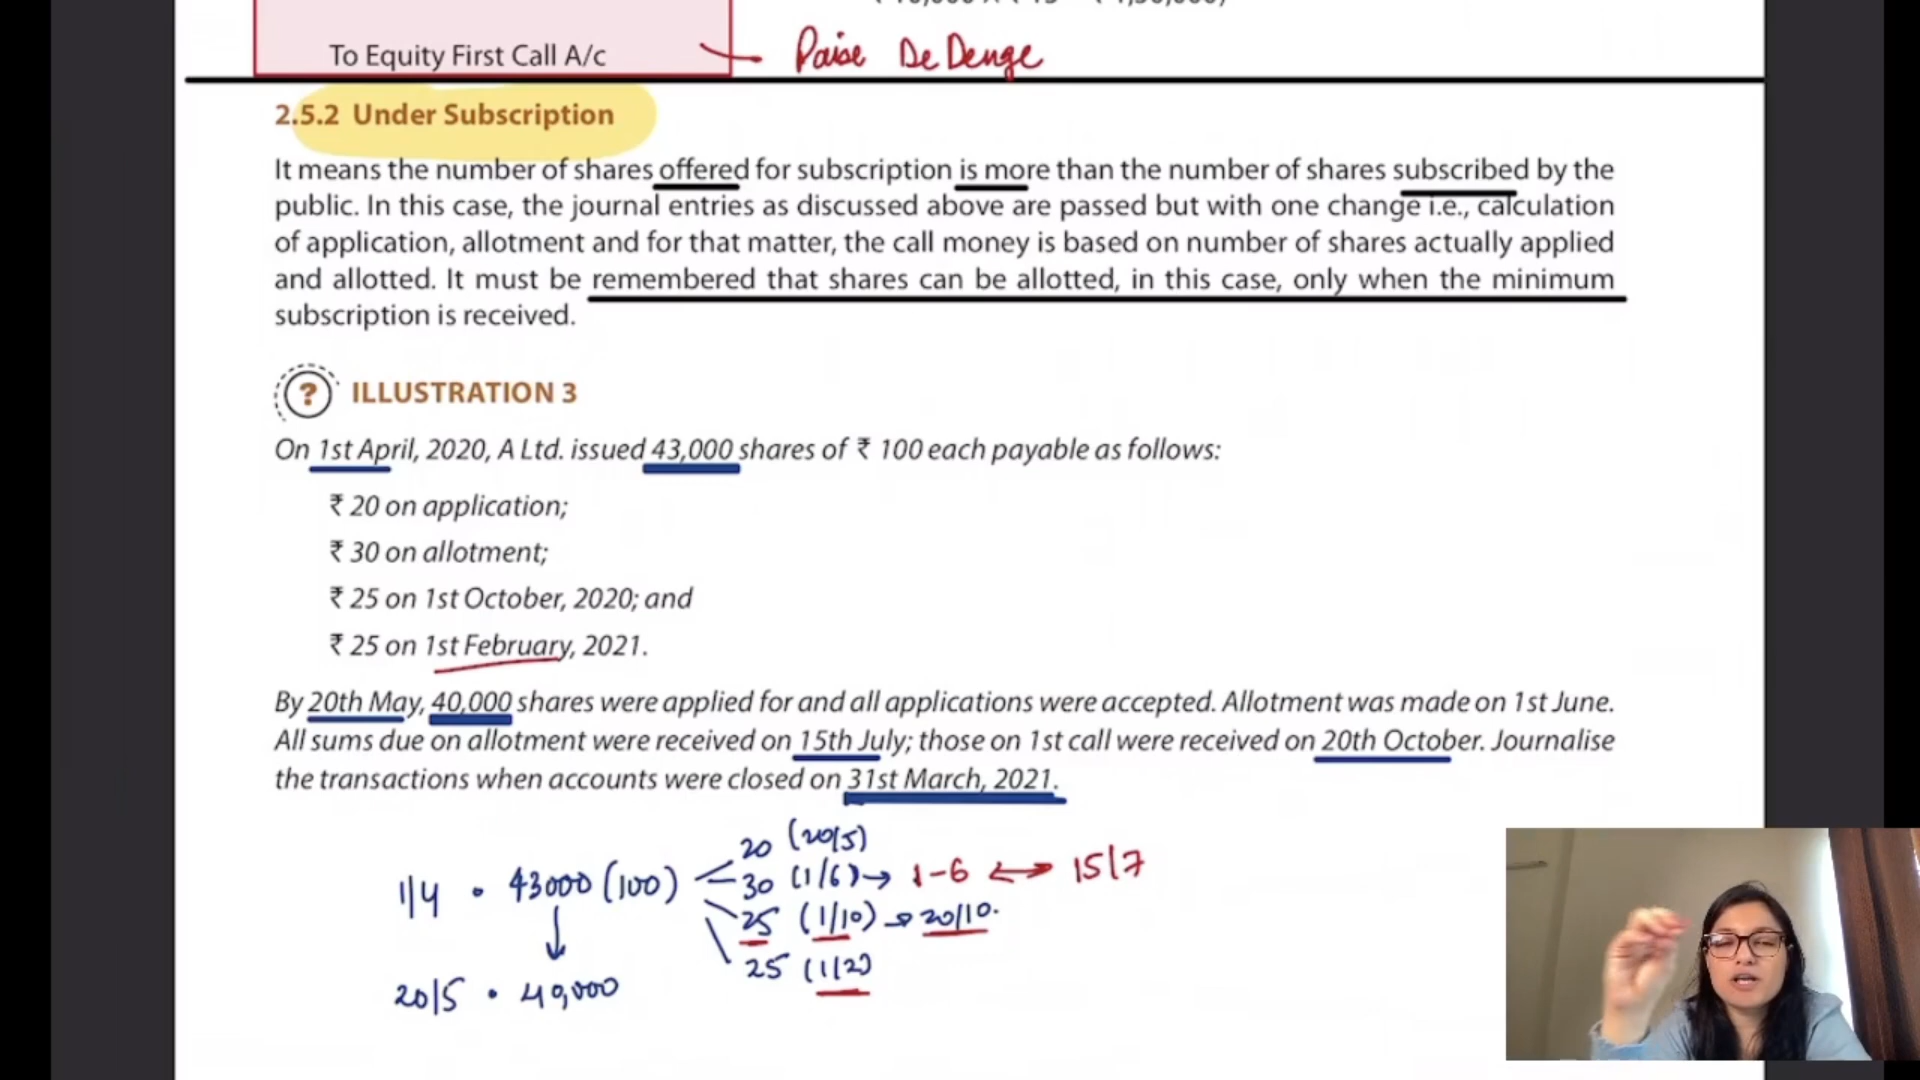 To Equity First Call A/c
Paise De Denge
2.5.2 Under Subscription
It means the number of shares offered for subscription is more than the number of shares subscribed by the
public. In this case, the journal entries as discussed above are passed but with one change i.e., calculation
of application, allotment and for that matter, the call money is based on number of shares actually applied
and allotted. It must be remembered that shares can be allotted, in this case, only when the minimum
subscription is received.
? ILLUSTRATION 3
On 1st April, 2020, A Ltd. issued 43,000 shares of ₹ 100 each payable as follows:
₹ 20 on application;
₹ 30 on allotment;
₹ 25 on 1st October, 2020; and
₹ 25 on 1st February, 2021.
By 20th May, 40,000 shares were applied for and all applications were accepted. Allotment was made on 1st June.
All sums due on allotment were received on 15th July; those on 1st call were received on 20th October. Journalise
the transactions when accounts were closed on 31st March, 2021.
20 (20/5)
1/4 • 43000 (100) 30 (1/6) → 1-6 ↔ 15/7
25 (1/10) → 20/10.
25 (1/2)
20/5 • 40,000